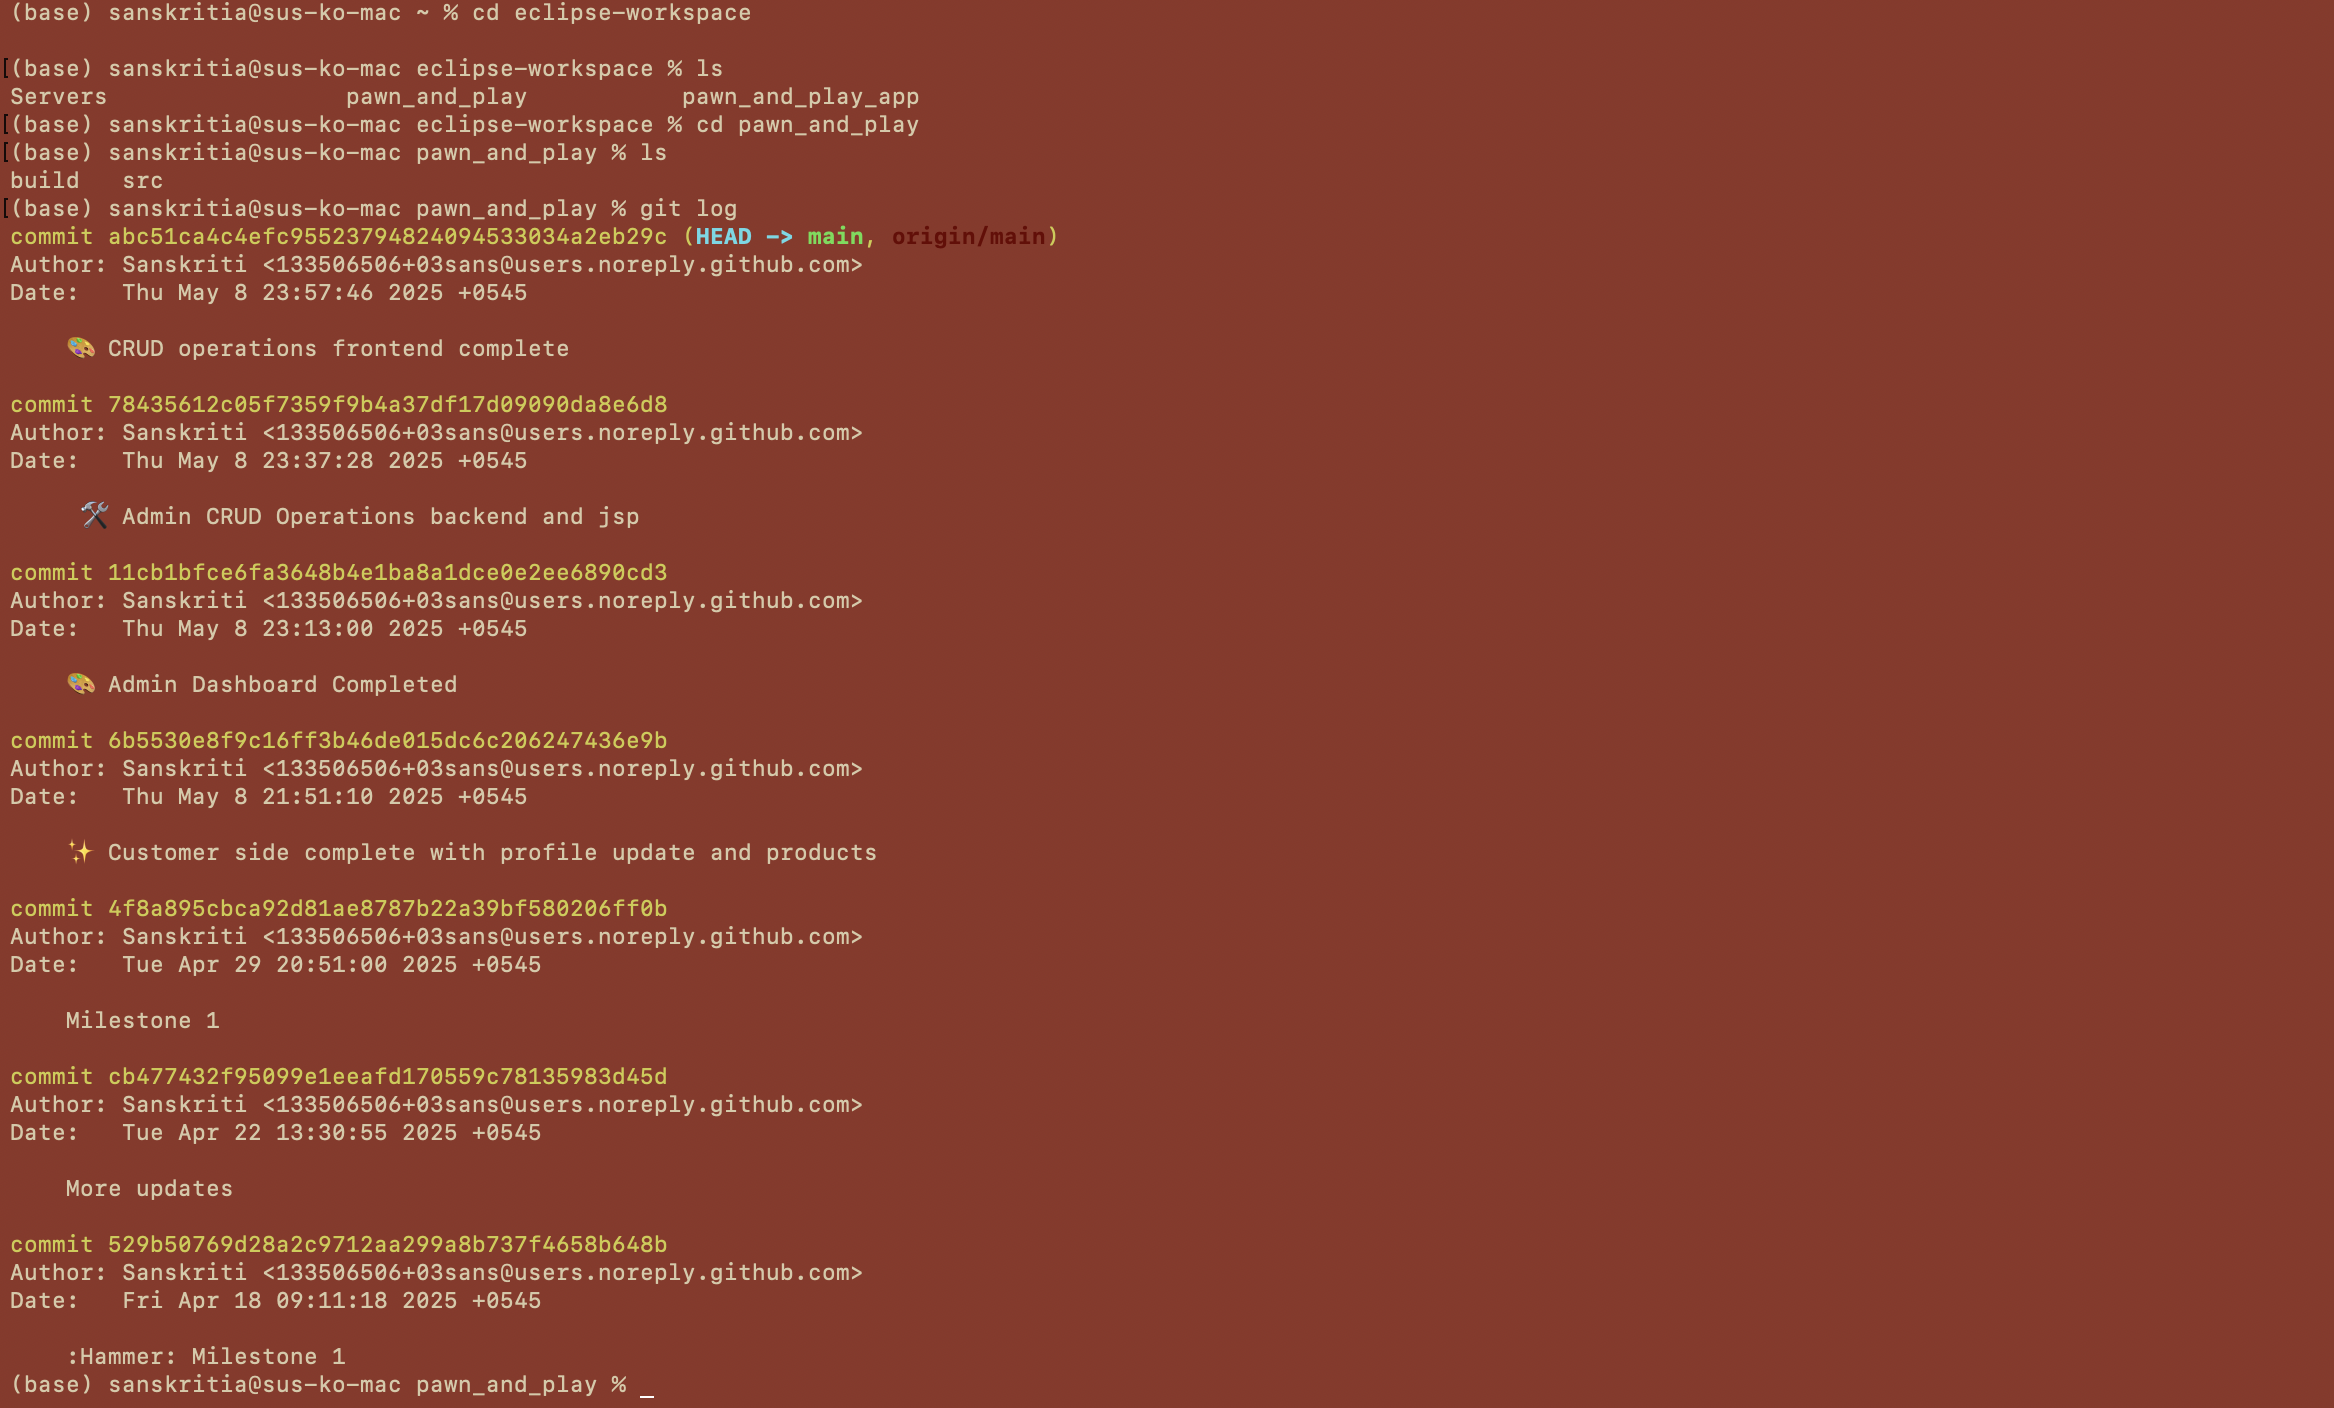 (base) sanskritia@sus-ko-mac ~ % cd eclipse-workspace
[(base) sanskritia@sus-ko-mac eclipse-workspace % ls
Servers pawn_and_play pawn_and_play_app
[(base) sanskritia@sus-ko-mac eclipse-workspace % cd pawn_and_play
[(base) sanskritia@sus-ko-mac pawn_and_play % ls
build src
[(base) sanskritia@sus-ko-mac pawn_and_play % git log
commit abc51ca4c4efc95523794824094533034a2eb29c (HEAD -> main, origin/main)
Author: Sanskriti <133506506+03sans@users.noreply.github.com>
Date: Thu May 8 23:57:46 2025 +0545
🎨 CRUD operations frontend complete
commit 78435612c05f7359f9b4a37df17d09090da8e6d8
Author: Sanskriti <133506506+03sans@users.noreply.github.com>
Date: Thu May 8 23:37:28 2025 +0545
🛠️ Admin CRUD Operations backend and jsp
commit 11cb1bfce6fa3648b4e1ba8a1dce0e2ee6890cd3
Author: Sanskriti <133506506+03sans@users.noreply.github.com>
Date: Thu May 8 23:13:00 2025 +0545
🎨 Admin Dashboard Completed
commit 6b5530e8f9c16ff3b46de015dc6c206247436e9b
Author: Sanskriti <133506506+03sans@users.noreply.github.com>
Date: Thu May 8 21:51:10 2025 +0545
✨ Customer side complete with profile update and products
commit 4f8a895cbca92d81ae8787b22a39bf580206ff0b
Author: Sanskriti <133506506+03sans@users.noreply.github.com>
Date: Tue Apr 29 20:51:00 2025 +0545
Milestone 1
commit cb477432f95099e1eeafd170559c78135983d45d
Author: Sanskriti <133506506+03sans@users.noreply.github.com>
Date: Tue Apr 22 13:30:55 2025 +0545
More updates
commit 529b50769d28a2c9712aa299a8b737f4658b648b
Author: Sanskriti <133506506+03sans@users.noreply.github.com>
Date: Fri Apr 18 09:11:18 2025 +0545
:Hammer: Milestone 1
(base) sanskritia@sus-ko-mac pawn_and_play % _